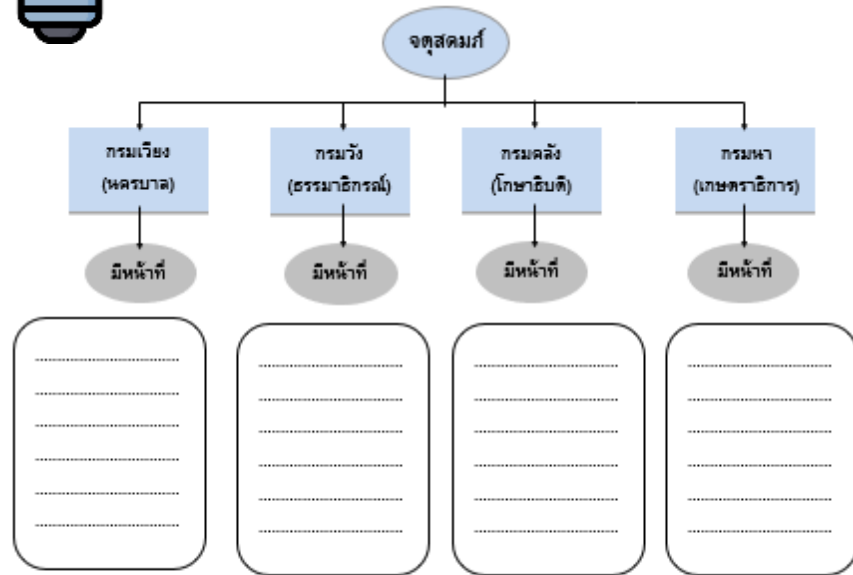 จตุสดมภ์
กรมเวียง
(นครบาล)
กรมวัง
(ธรรมาธิกรณ์)
กรมคลัง
(โกษาธิบดี)
กรมนา
(เกษตราธิการ)
มีหน้าที่
มีหน้าที่
มีหน้าที่
มีหน้าที่